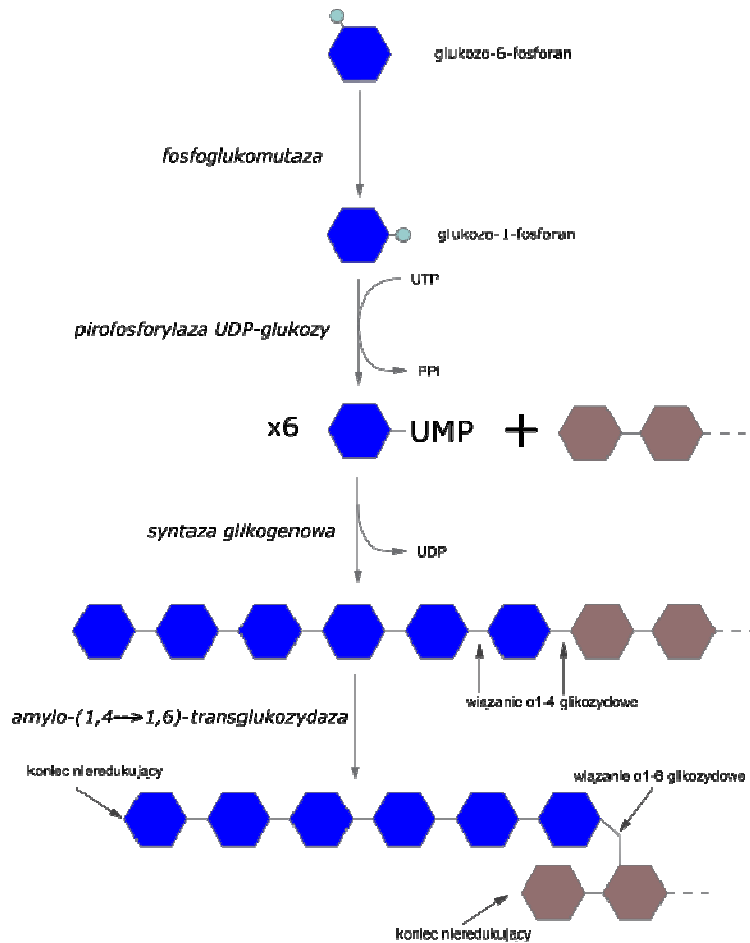 glukozo-6-fosforan
fosfoglukomutaza
glukozo-1-fosforan
UTP
pirofosforylaza UDP-glukozy
PPi
x6
UMP +
syntaza glikogenowa
UDP
wiązanie α1-4 glikozydowe
amylo-(1,4-->1,6)-transglukozydaza
koniec nieredukujący
wiązanie α1-6 glikozydowe
koniec nieredukujący